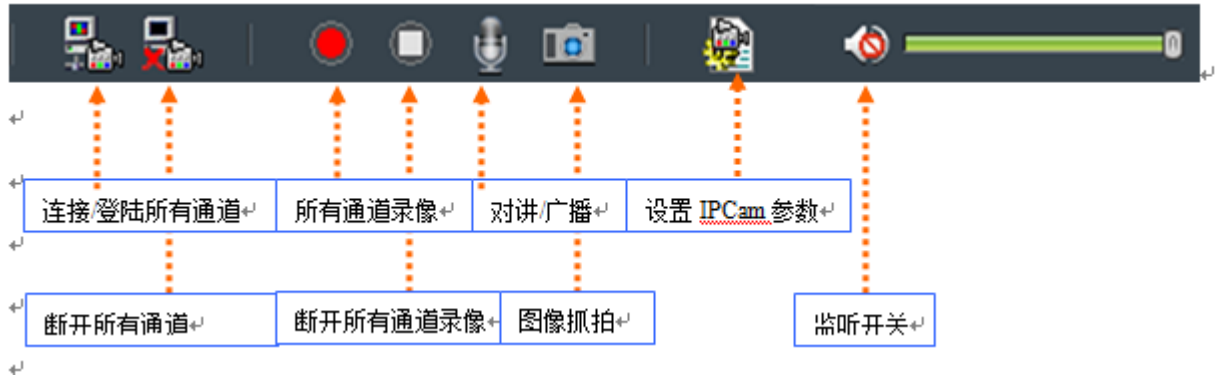 连接/登陆所有通道
所有通道录像
对讲/广播
设置 IPCam 参数
断开所有通道
断开所有通道录像
图像抓拍
监听开关